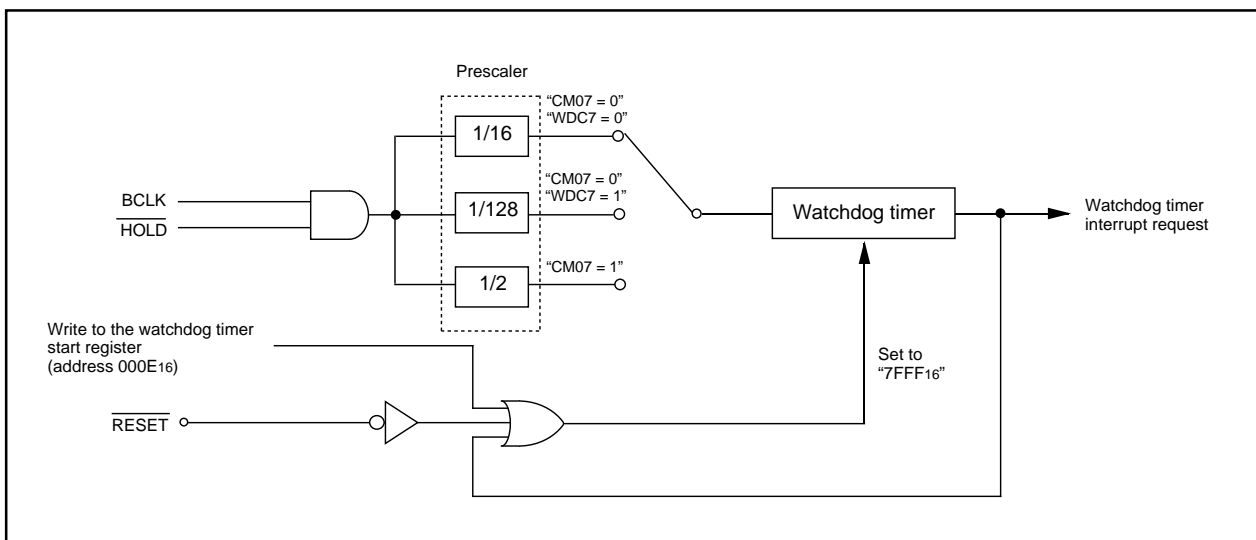 Prescaler
“CM07 = 0”
“WDC7 = 0”
1/16
“CM07 = 0”
“WDC7 = 1”
BCLK
HOLD
1/128
Watchdog timer
Watchdog timer
interrupt request
“CM07 = 1”
1/2
Write to the watchdog timer
start register
(address 000E16)
Set to
“7FFF16”
RESET